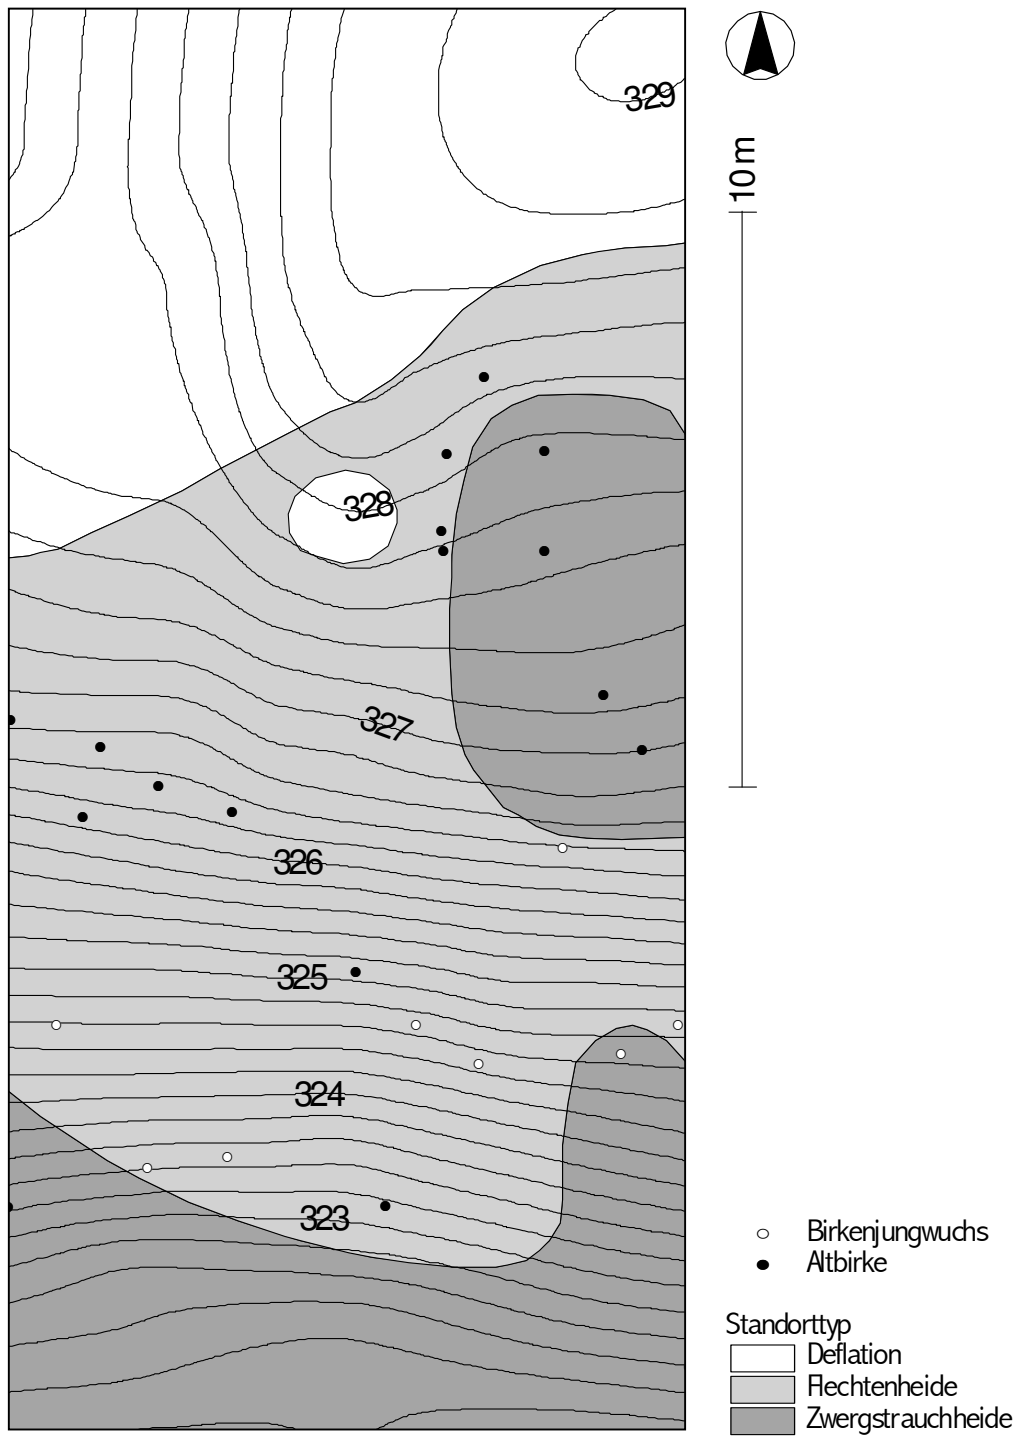 329
10 m
328
327
326
325
324
323
Birkenjungwuchs
Altbirke
Standorttyp
Deflation
Flechtenheide
Zwergstrauchheide